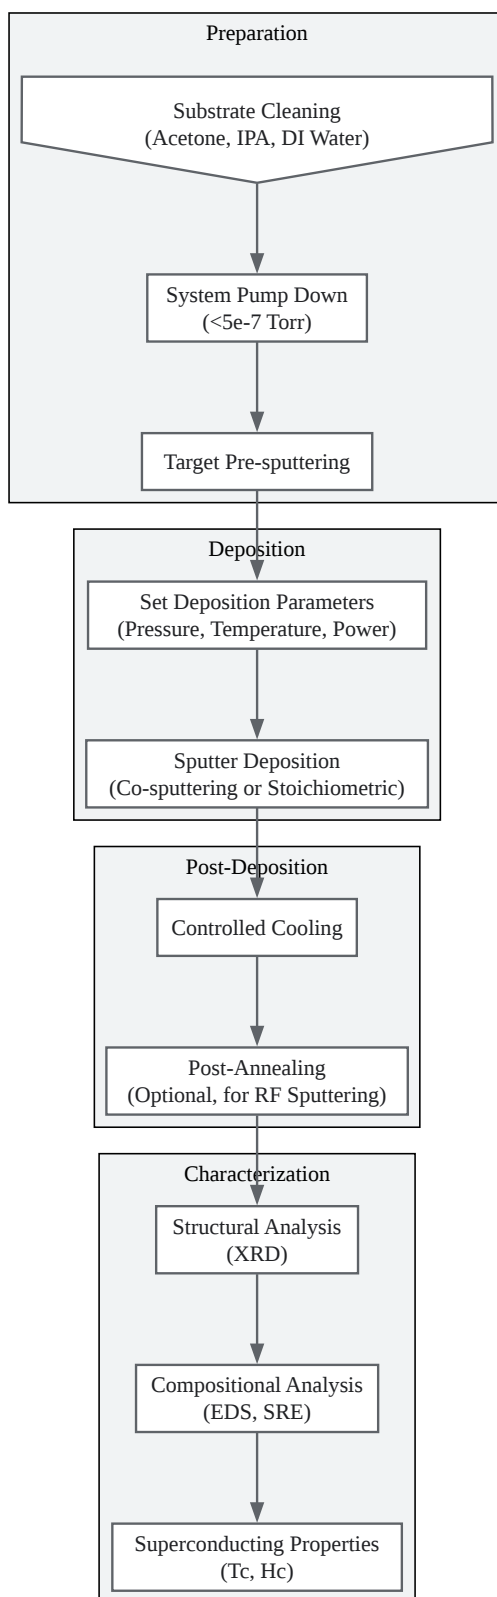 Preparation
Substrate Cleaning
(Acetone, IPA, DI Water)
System Pump Down
(<5e-7 Torr)
Target Pre-sputtering
Deposition
Set Deposition Parameters
(Pressure, Temperature, Power)
Sputter Deposition
(Co-sputtering or Stoichiometric)
Post-Deposition
Controlled Cooling
Post-Annealing
(Optional, for RF Sputtering)
Characterization
Structural Analysis
(XRD)
Compositional Analysis
(EDS, SRE)
Superconducting Properties
(Tc, Hc)